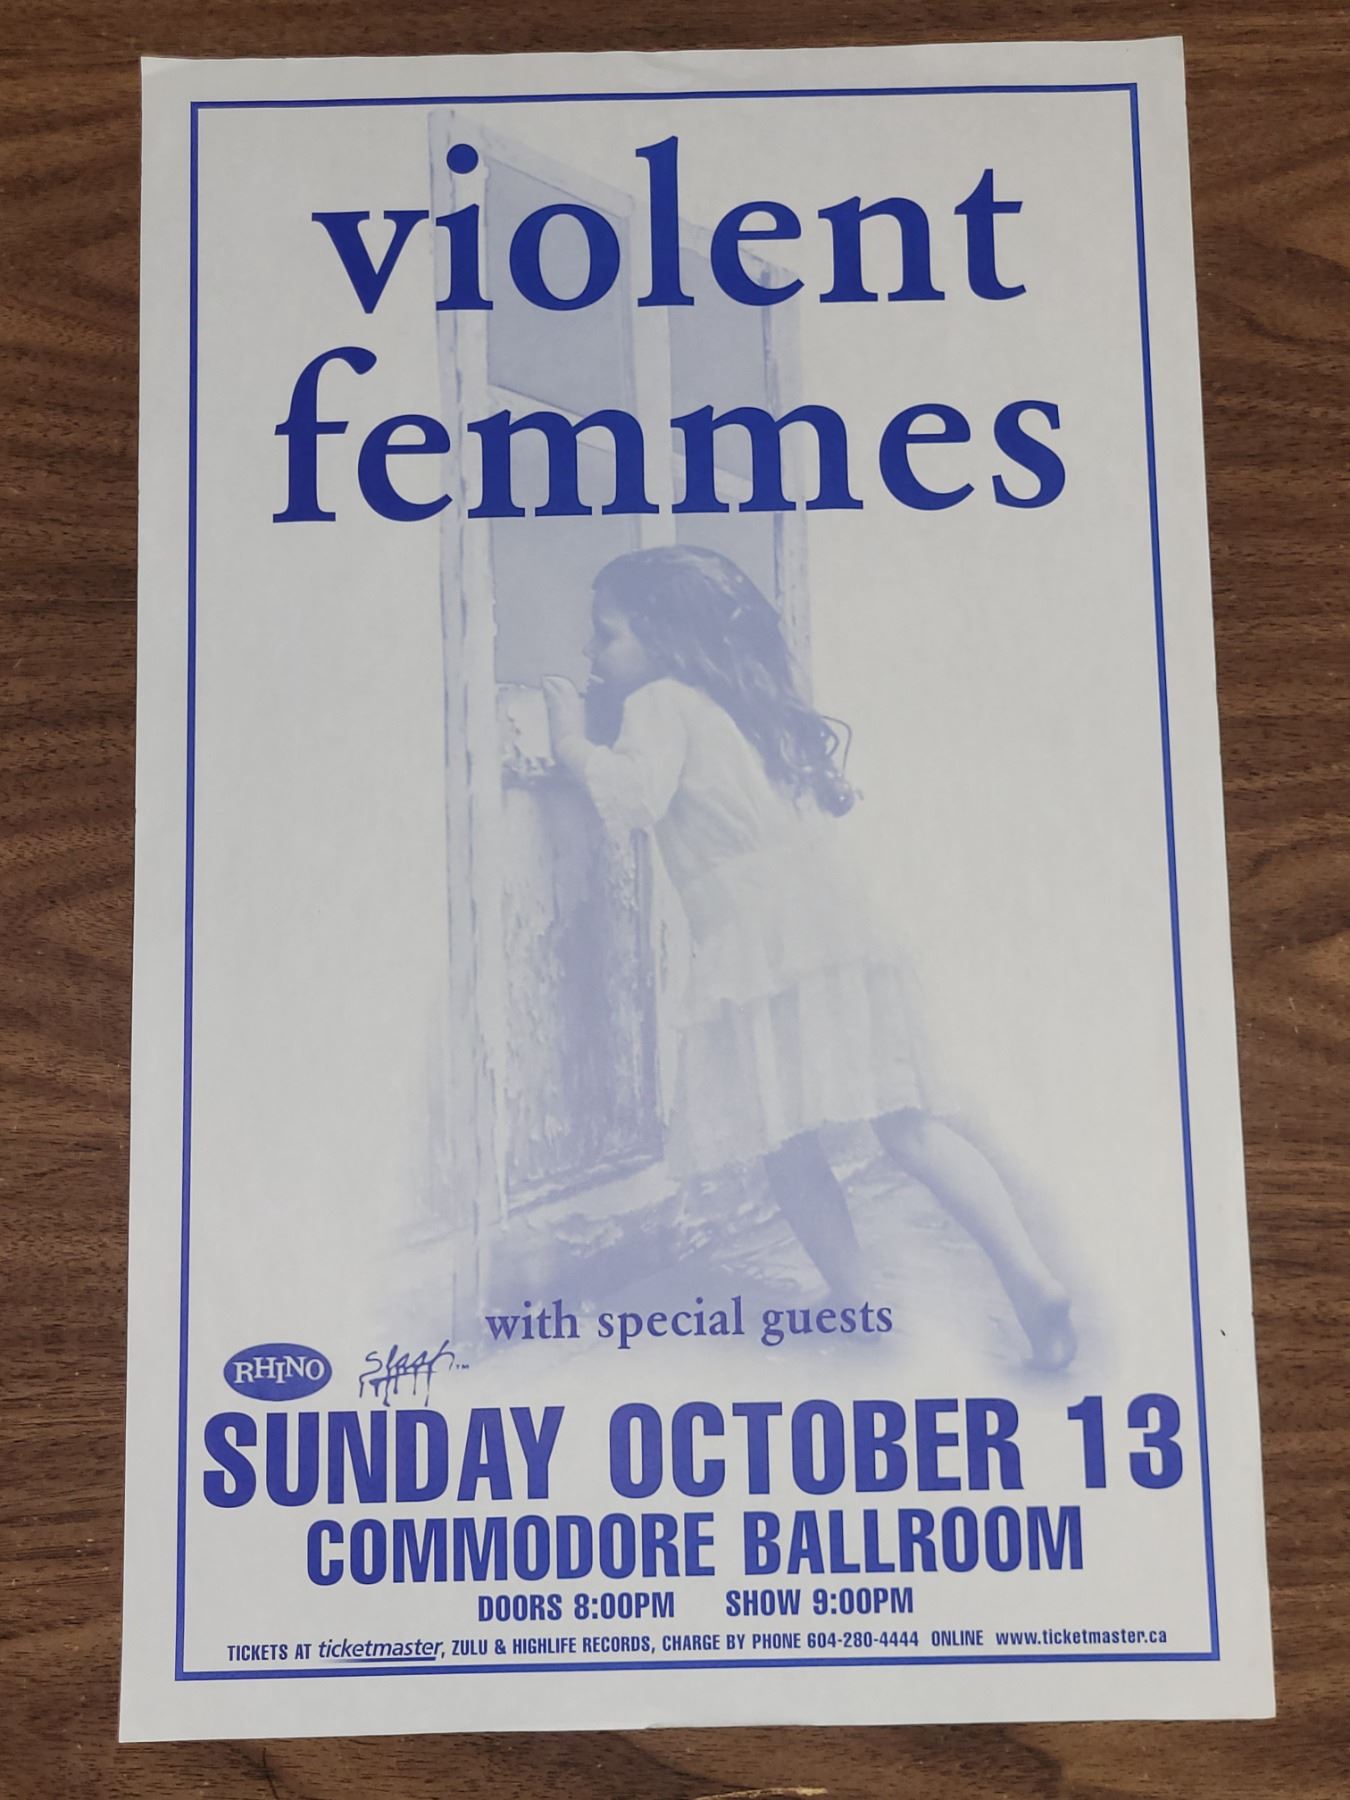 violent
femmes
with special guests
RHINO Slash™
SUNDAY OCTOBER 13
COMMODORE BALLROOM
DOORS 8:00PM SHOW 9:00PM
TICKETS AT ticketmaster, ZULU & HIGHLIFE RECORDS, CHARGE BY PHONE 604-280-4444 ONLINE www.ticketmaster.ca